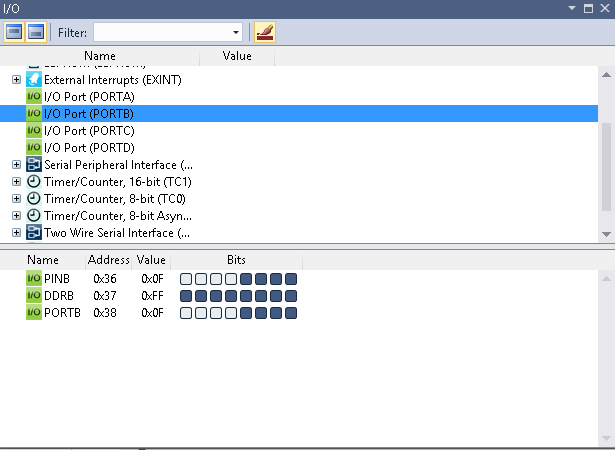 I/O
Filter:
Name Value
External Interrupts (EXINT)
I/O I/O Port (PORTA)
I/O I/O Port (PORTB)
I/O I/O Port (PORTC)
I/O I/O Port (PORTD)
Serial Peripheral Interface (...
Timer/Counter, 16-bit (TC1)
Timer/Counter, 8-bit (TC0)
Timer/Counter, 8-bit Asyn...
Two Wire Serial Interface (...
Name Address Value Bits
I/O PINB 0x36 0x0F
I/O DDRB 0x37 0xFF
I/O PORTB 0x38 0x0F